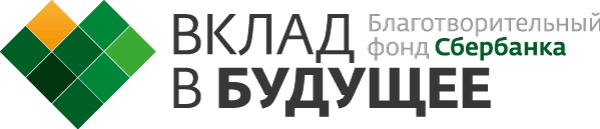 ВКЛАД
В БУДУЩЕЕ
Благотворительный
фонд Сбербанка